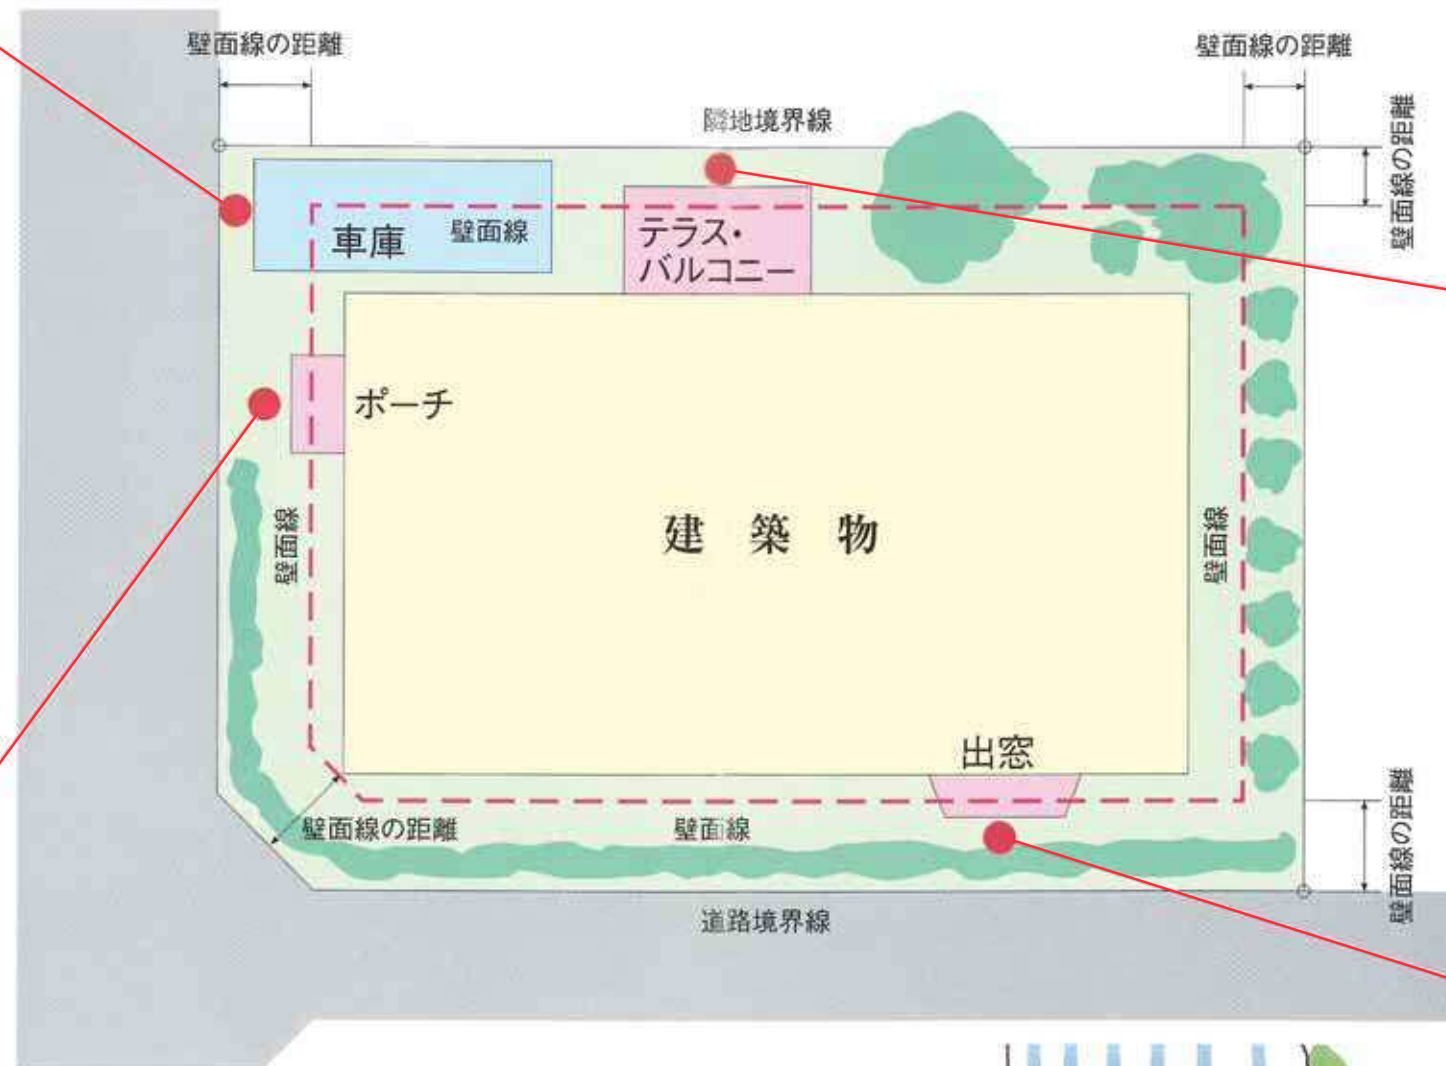 壁面線の距離
壁面線の距離
隣地境界線
壁面線の距離
車庫
壁面線
テラス・
バルコニー
ポーチ
建築物
壁面線
壁面線
出窓
壁面線の距離
壁面線
壁面線の距離
道路境界線